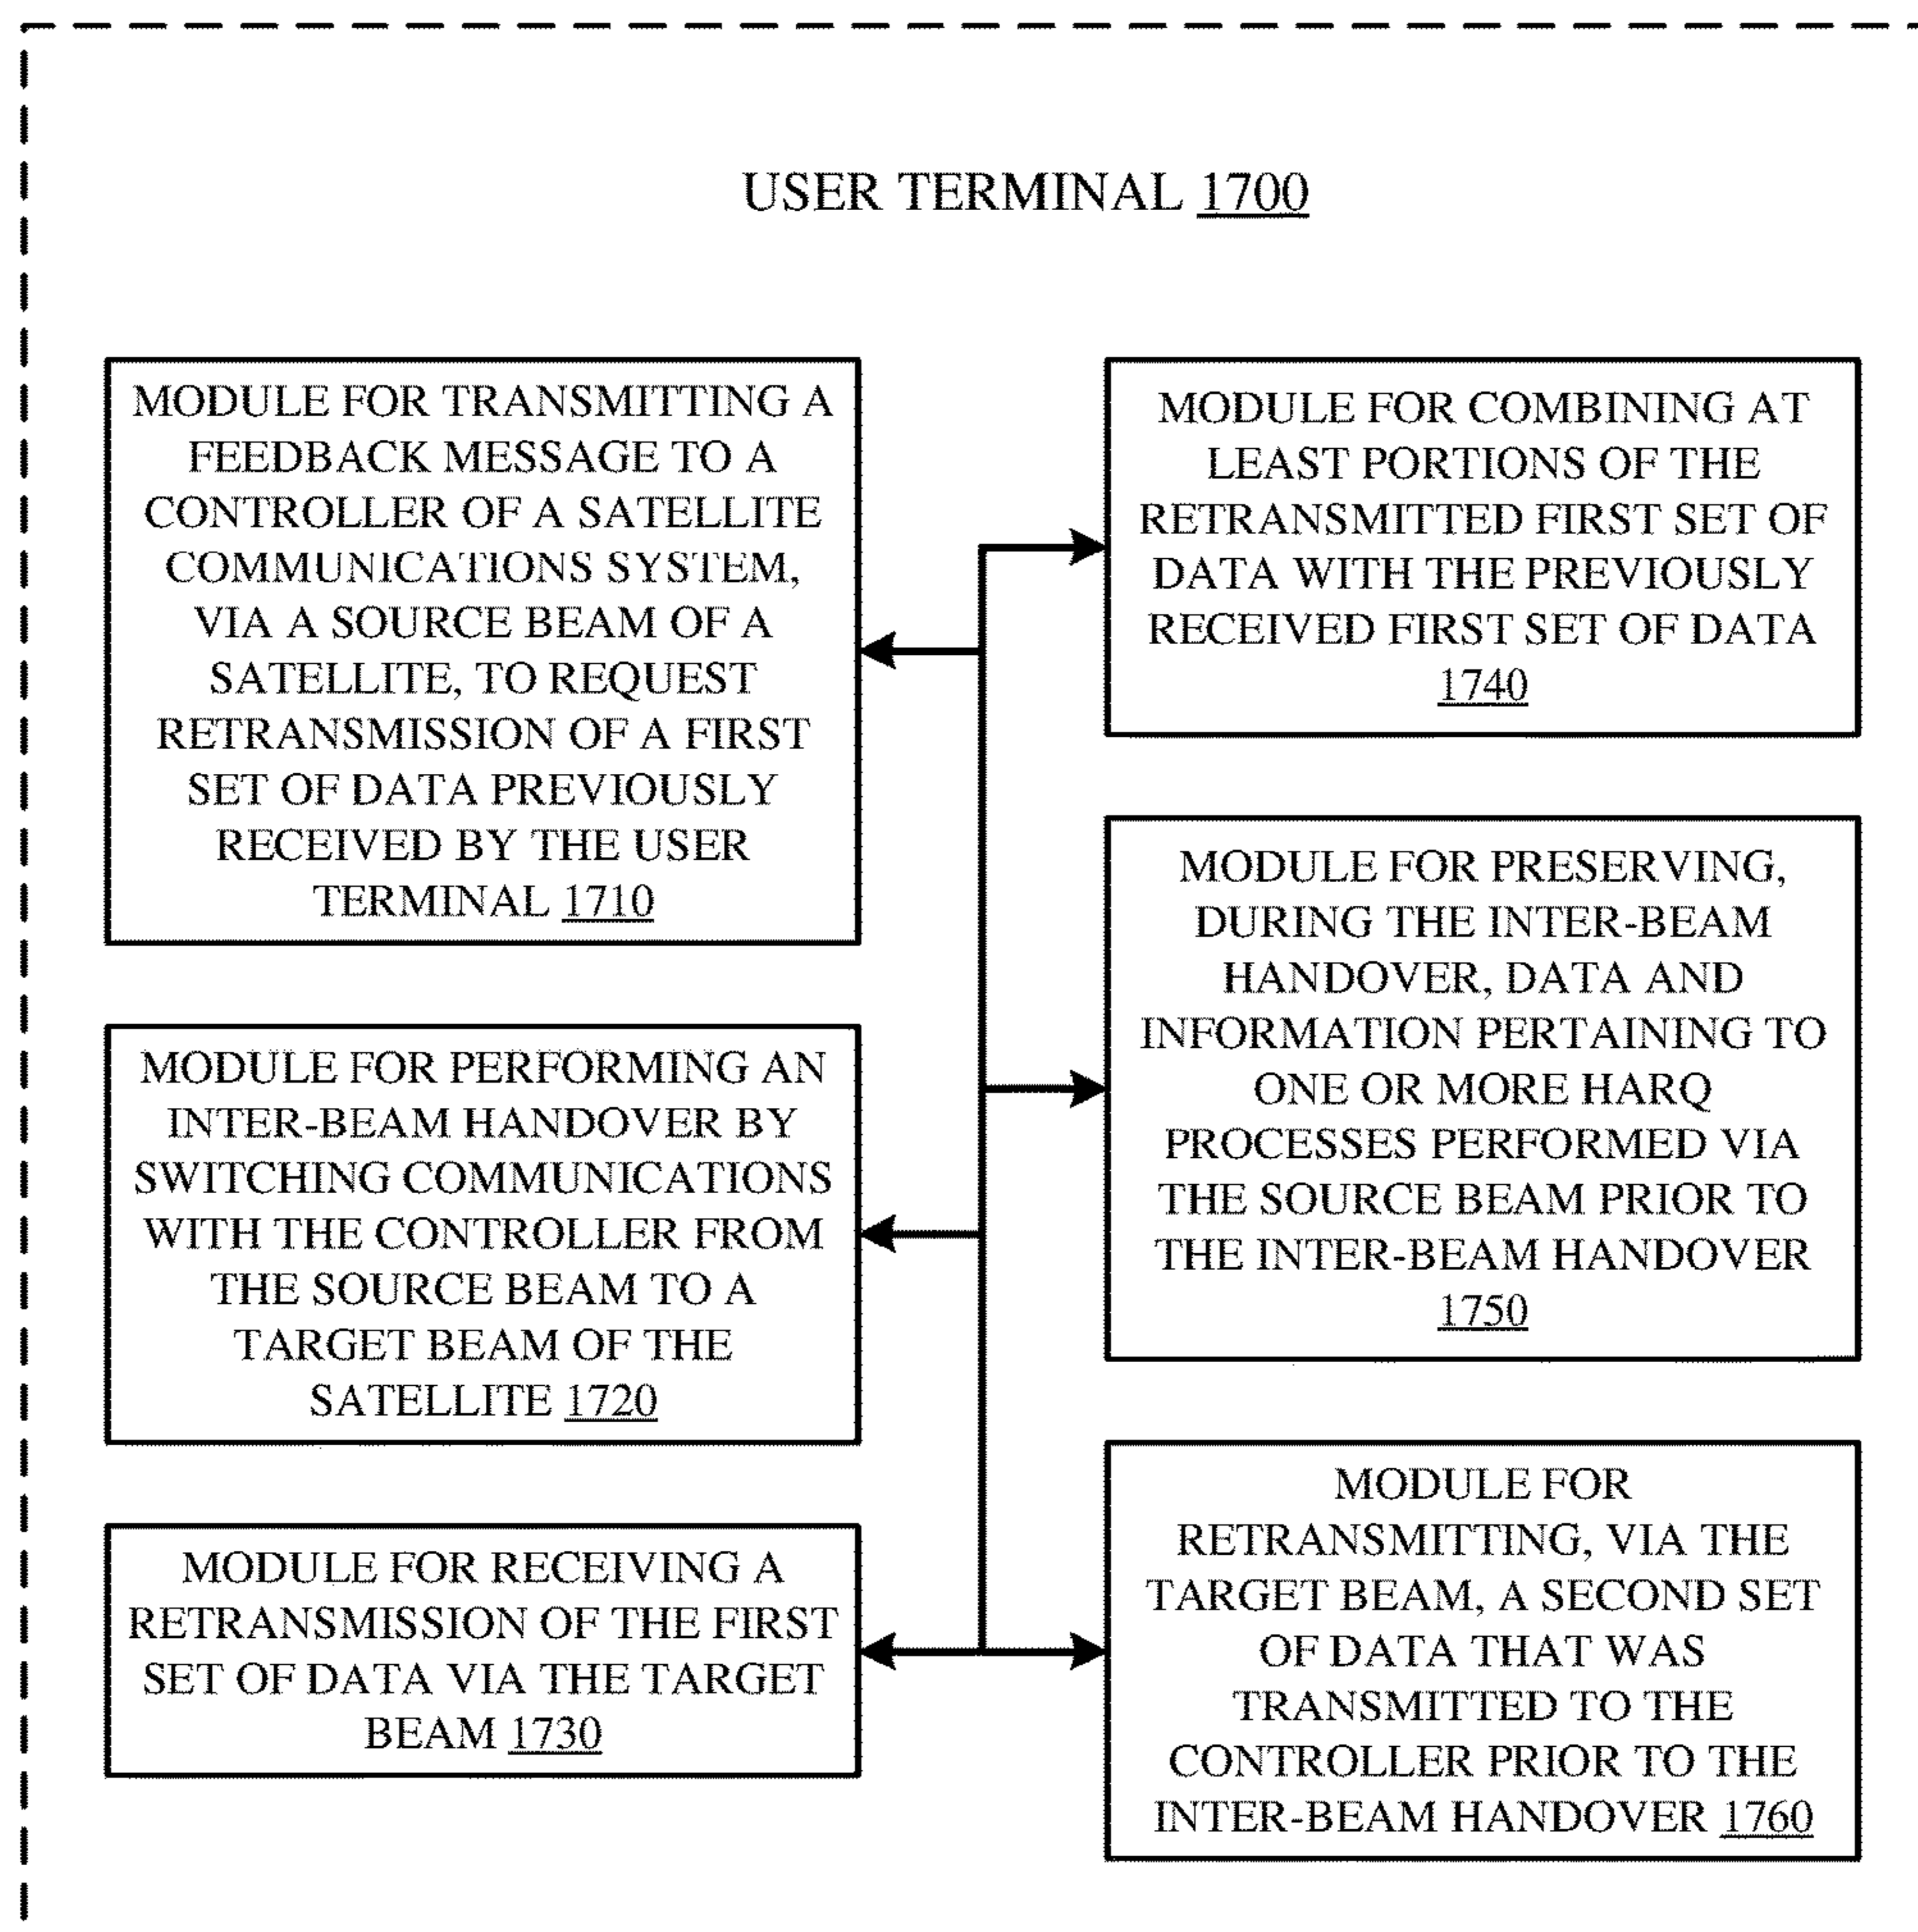 USER TERMINAL 1700
MODULE FOR TRANSMITTING A
FEEDBACK MESSAGE TO A
CONTROLLER OF A SATELLITE
COMMUNICATIONS SYSTEM,
VIA A SOURCE BEAM OF A
SATELLITE, TO REQUEST
RETRANSMISSION OF A FIRST
SET OF DATA PREVIOUSLY
RECEIVED BY THE USER
TERMINAL 1710
MODULE FOR PERFORMING AN
INTER-BEAM HANDOVER BY
SWITCHING COMMUNICATIONS
WITH THE CONTROLLER FROM
THE SOURCE BEAM TO A
TARGET BEAM OF THE
SATELLITE 1720
MODULE FOR RECEIVING A
RETRANSMISSION OF THE FIRST
SET OF DATA VIA THE TARGET
BEAM 1730
MODULE FOR COMBINING AT
LEAST PORTIONS OF THE
RETRANSMITTED FIRST SET OF
DATA WITH THE PREVIOUSLY
RECEIVED FIRST SET OF DATA
1740
MODULE FOR PRESERVING,
DURING THE INTER-BEAM
HANDOVER, DATA AND
INFORMATION PERTAINING TO
ONE OR MORE HARQ
PROCESSES PERFORMED VIA
THE SOURCE BEAM PRIOR TO
THE INTER-BEAM HANDOVER
1750
MODULE FOR
RETRANSMITTING, VIA THE
TARGET BEAM, A SECOND SET
OF DATA THAT WAS
TRANSMITTED TO THE
CONTROLLER PRIOR TO THE
INTER-BEAM HANDOVER 1760